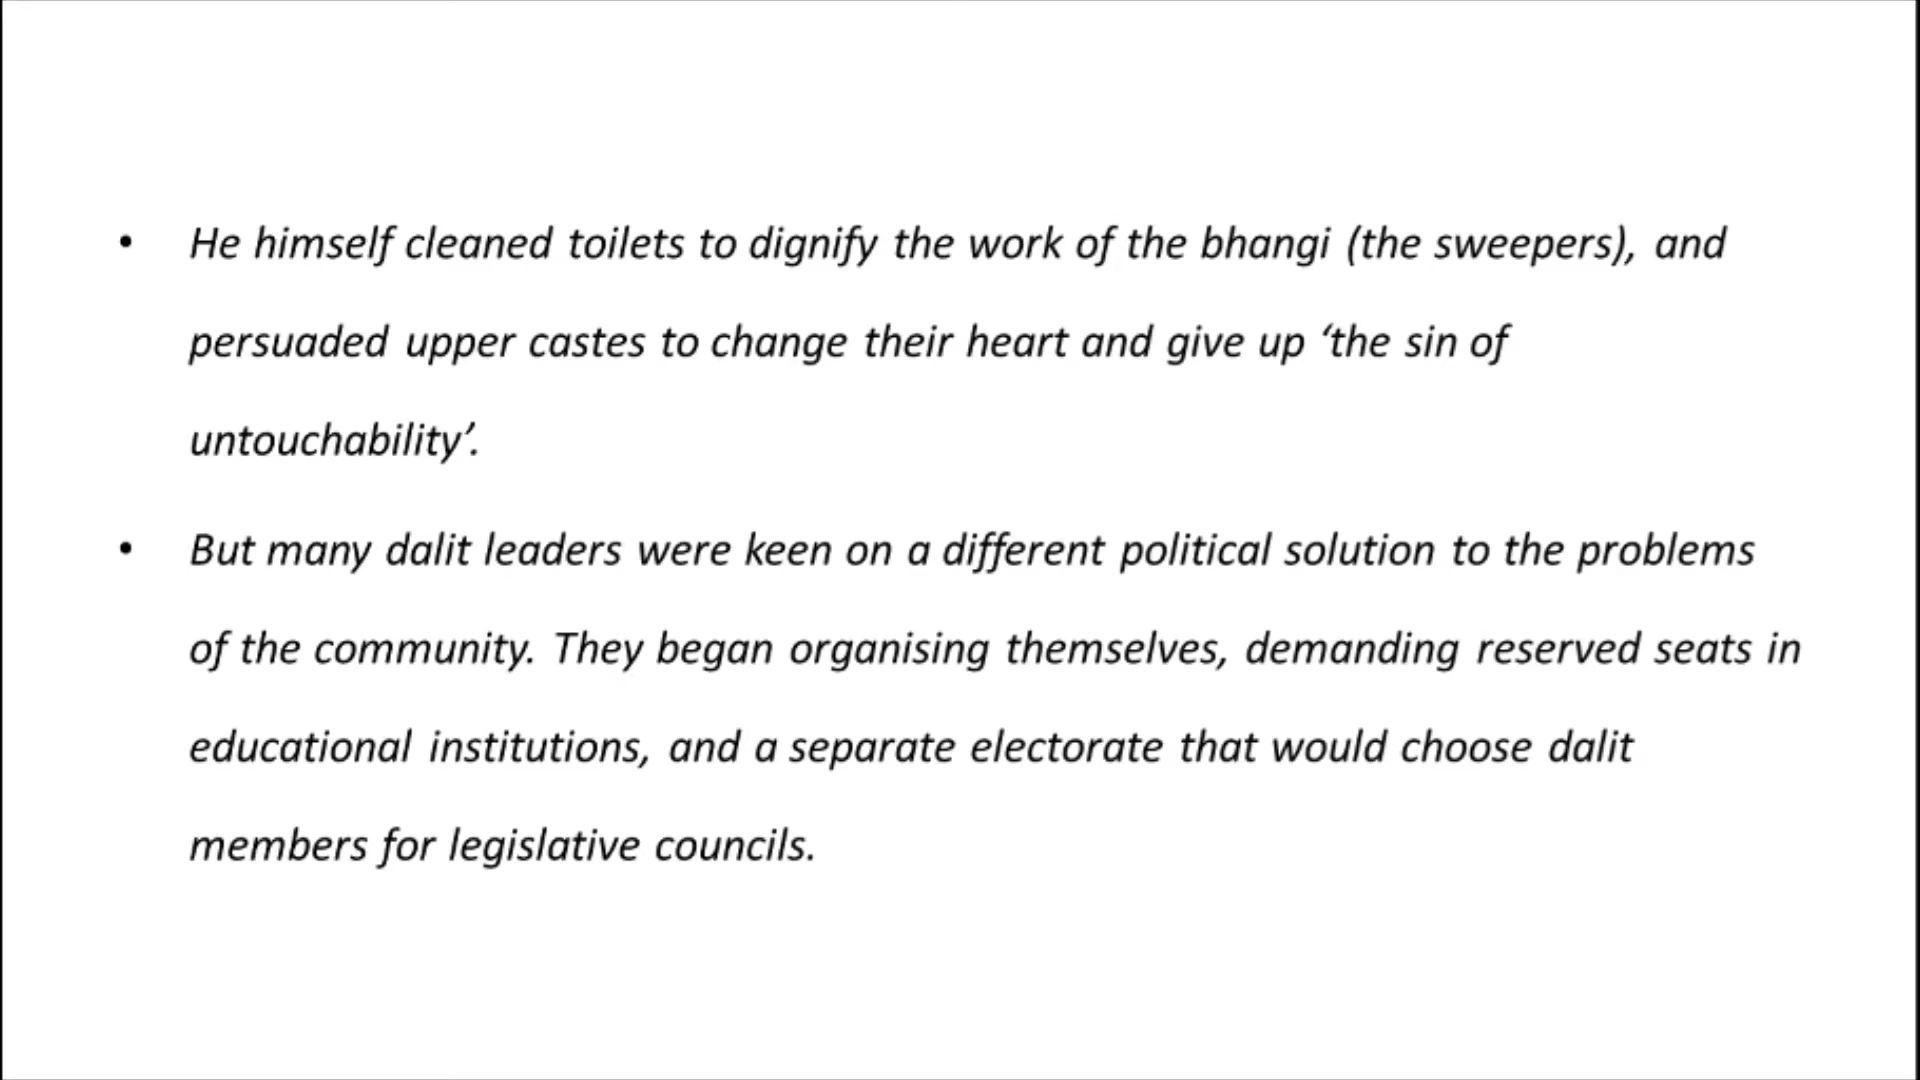 • He himself cleaned toilets to dignify the work of the bhangi (the sweepers), and
persuaded upper castes to change their heart and give up ‘the sin of
untouchability’.
• But many dalit leaders were keen on a different political solution to the problems
of the community. They began organising themselves, demanding reserved seats in
educational institutions, and a separate electorate that would choose dalit
members for legislative councils.